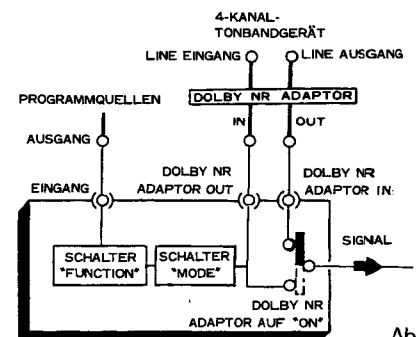 4-KANAL-
TONBANDGERÄT
LINE EINGANG
LINE AUSGANG
DOLBY NR ADAPTOR
PROGRAMMQUELLEN
IN
OUT
AUSGANG
DOLBY NR
ADAPTOR OUT
DOLBY NR
ADAPTOR IN:
EINGANG
SCHALTER
"FUNCTION"
SCHALTER
"MODE"
SIGNAL
DOLBY NR
ADAPTOR AUF "ON"
Ab